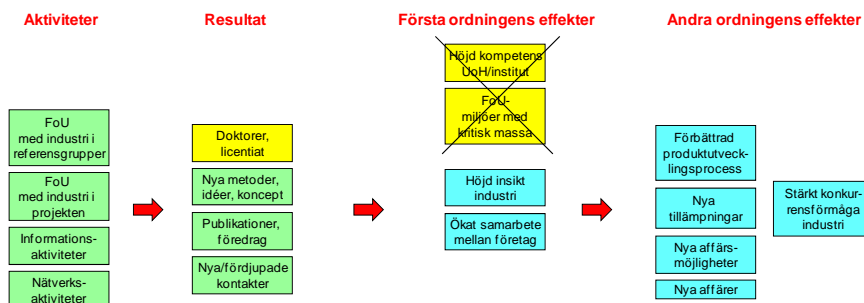 Aktiviteter
Resultat
Första ordningens effekter
Andra ordningens effekter
FoU
med industri i
referensgrupper
FoU
med industri i
projekten
Informations-
aktiviteter
Nätverks-
aktiviteter
Doktorer,
licentiat
Nya metoder,
idéer, koncept
Publikationer,
föredrag
Nya/fördjupade
kontakter
Höjd kompetens
UoH/institut
FoU-
miljöer med
kritisk massa
Höjd insikt
industri
Ökat samarbete
mellan företag
Förbättrad
produktutveck-
lingsprocess
Nya
tillämpningar
Nya affärs-
möjligheter
Nya affärer
Stärkt konkur-
rensförmåga
industri